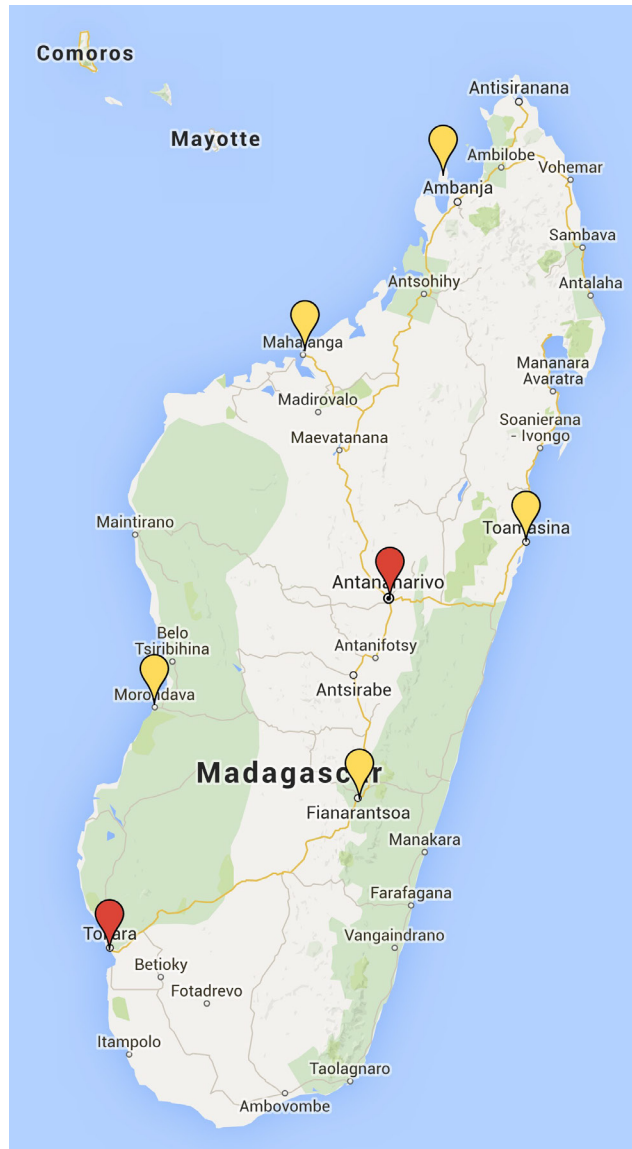 Comoros
Antisiranana
Mayotte
Ambilobe
Vohemar
Ambanja
Sambava
Antsohihy
Antalaha
Mahajanga
Mananara
Avaratra
Madirovalo
Soanierana
- Ivongo
Maevatanana
Maintirano
Toamasina
Antananarivo
Belo
Tsiribihina
Antanifotsy
Antsirabe
Morondava
Madagascar
Fianarantsoa
Manakara
Farafagana
Toliara
Vangaindrano
Betioky
Fotadrevo
Itampolo
Taolagnaro
Ambovombe